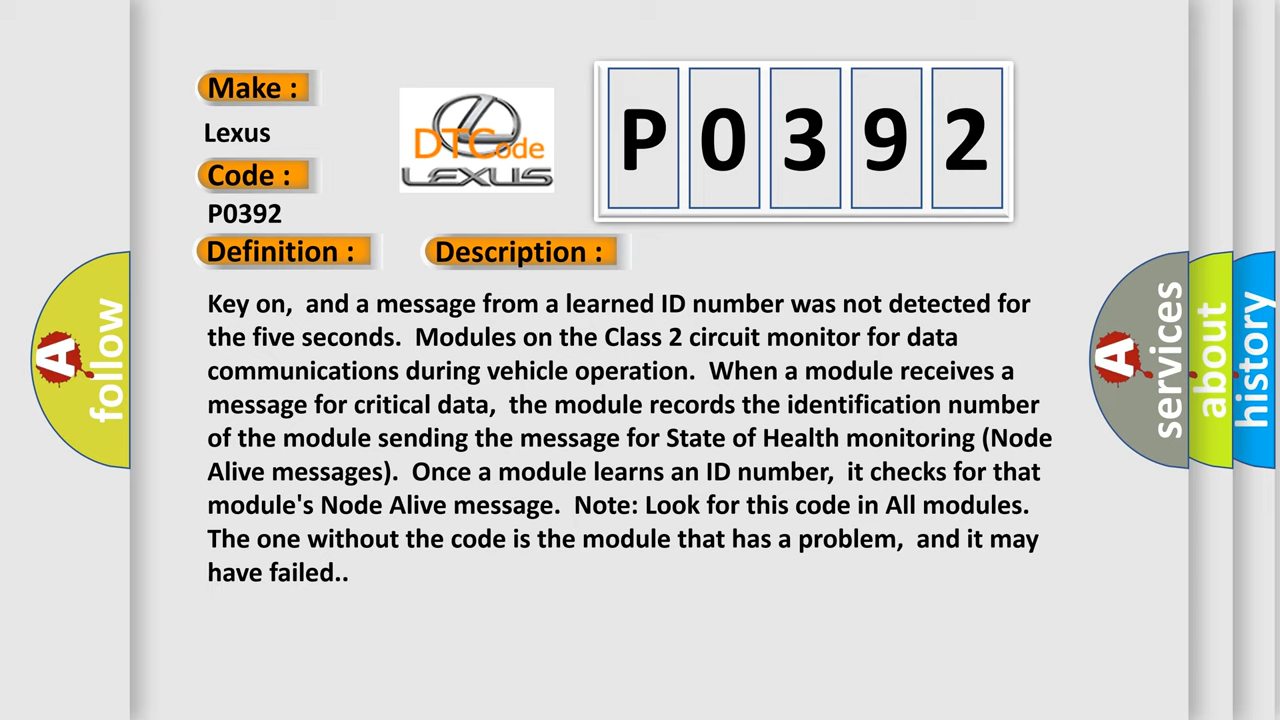 Make :
Lexus
Code :
P0392
DTCode
LEXUS
P0392
Definition :
Description :
Key on,  and a message from a learned ID number was not detected for
the five seconds  Modules on the Class 2 circuit monitor for data
communications during vehicle operation  When a module receives a
message for critical data,  the module records the identification number
of the module sending the message for State of Health monitoring (Node
Alive messages)  Once a module learns an ID number,  it checks for that
module's Node Alive message.  Note: Look for this code in All modules.
The one without the code is the module that has a problem,  and it may
have failed..
A
follow
A
services
about
history